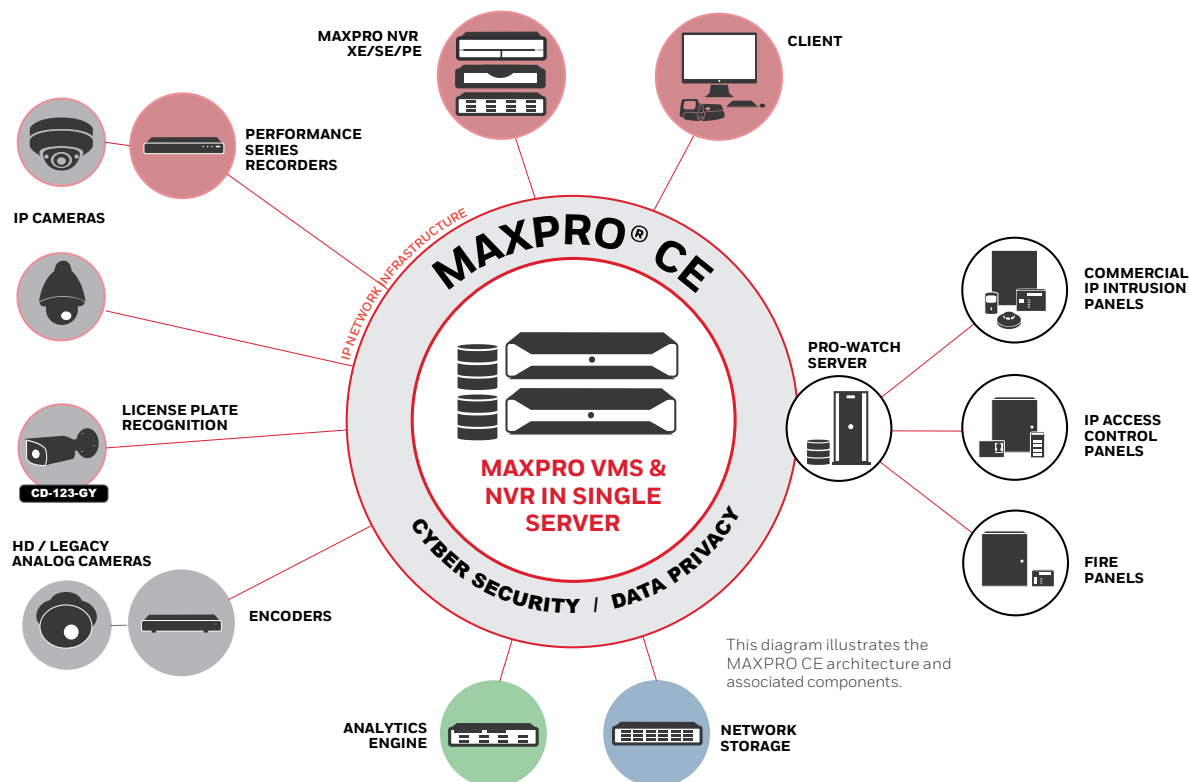 MAXPRO NVR
XE/SE/PE
CLIENT
PERFORMANCE
SERIES
RECORDERS
IP CAMERAS
IP NETWORK INFRASTRUCTURE
MAXPRO® CE
COMMERCIAL
IP INTRUSION
PANELS
PRO-WATCH
SERVER
LICENSE PLATE
RECOGNITION
CD-123-GY
IP ACCESS
CONTROL
PANELS
MAXPRO VMS &
NVR IN SINGLE
SERVER
CYBER SECURITY / DATA PRIVACY
HD / LEGACY
ANALOG CAMERAS
ENCODERS
FIRE
PANELS
This diagram illustrates the
MAXPRO CE architecture and
associated components.
ANALYTICS
ENGINE
NETWORK
STORAGE